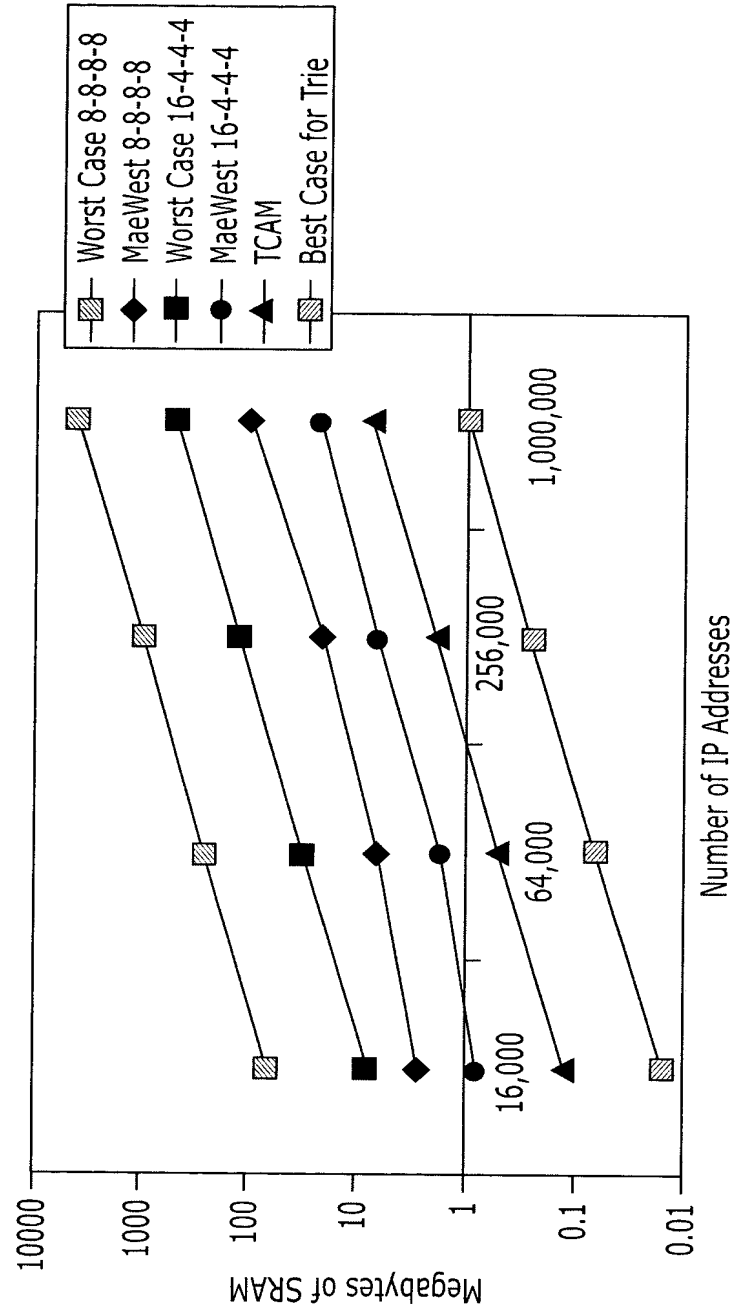 Worst Case 8-8-8-8
MaeWest 8-8-8-8
Worst Case 16-4-4-4
MaeWest 16-4-4-4
TCAM
Best Case for Trie
10000
1000
100
10
1
0.1
0.01
Megabytes of SRAM
16,000
64,000
256,000
1,000,000
Number of IP Addresses